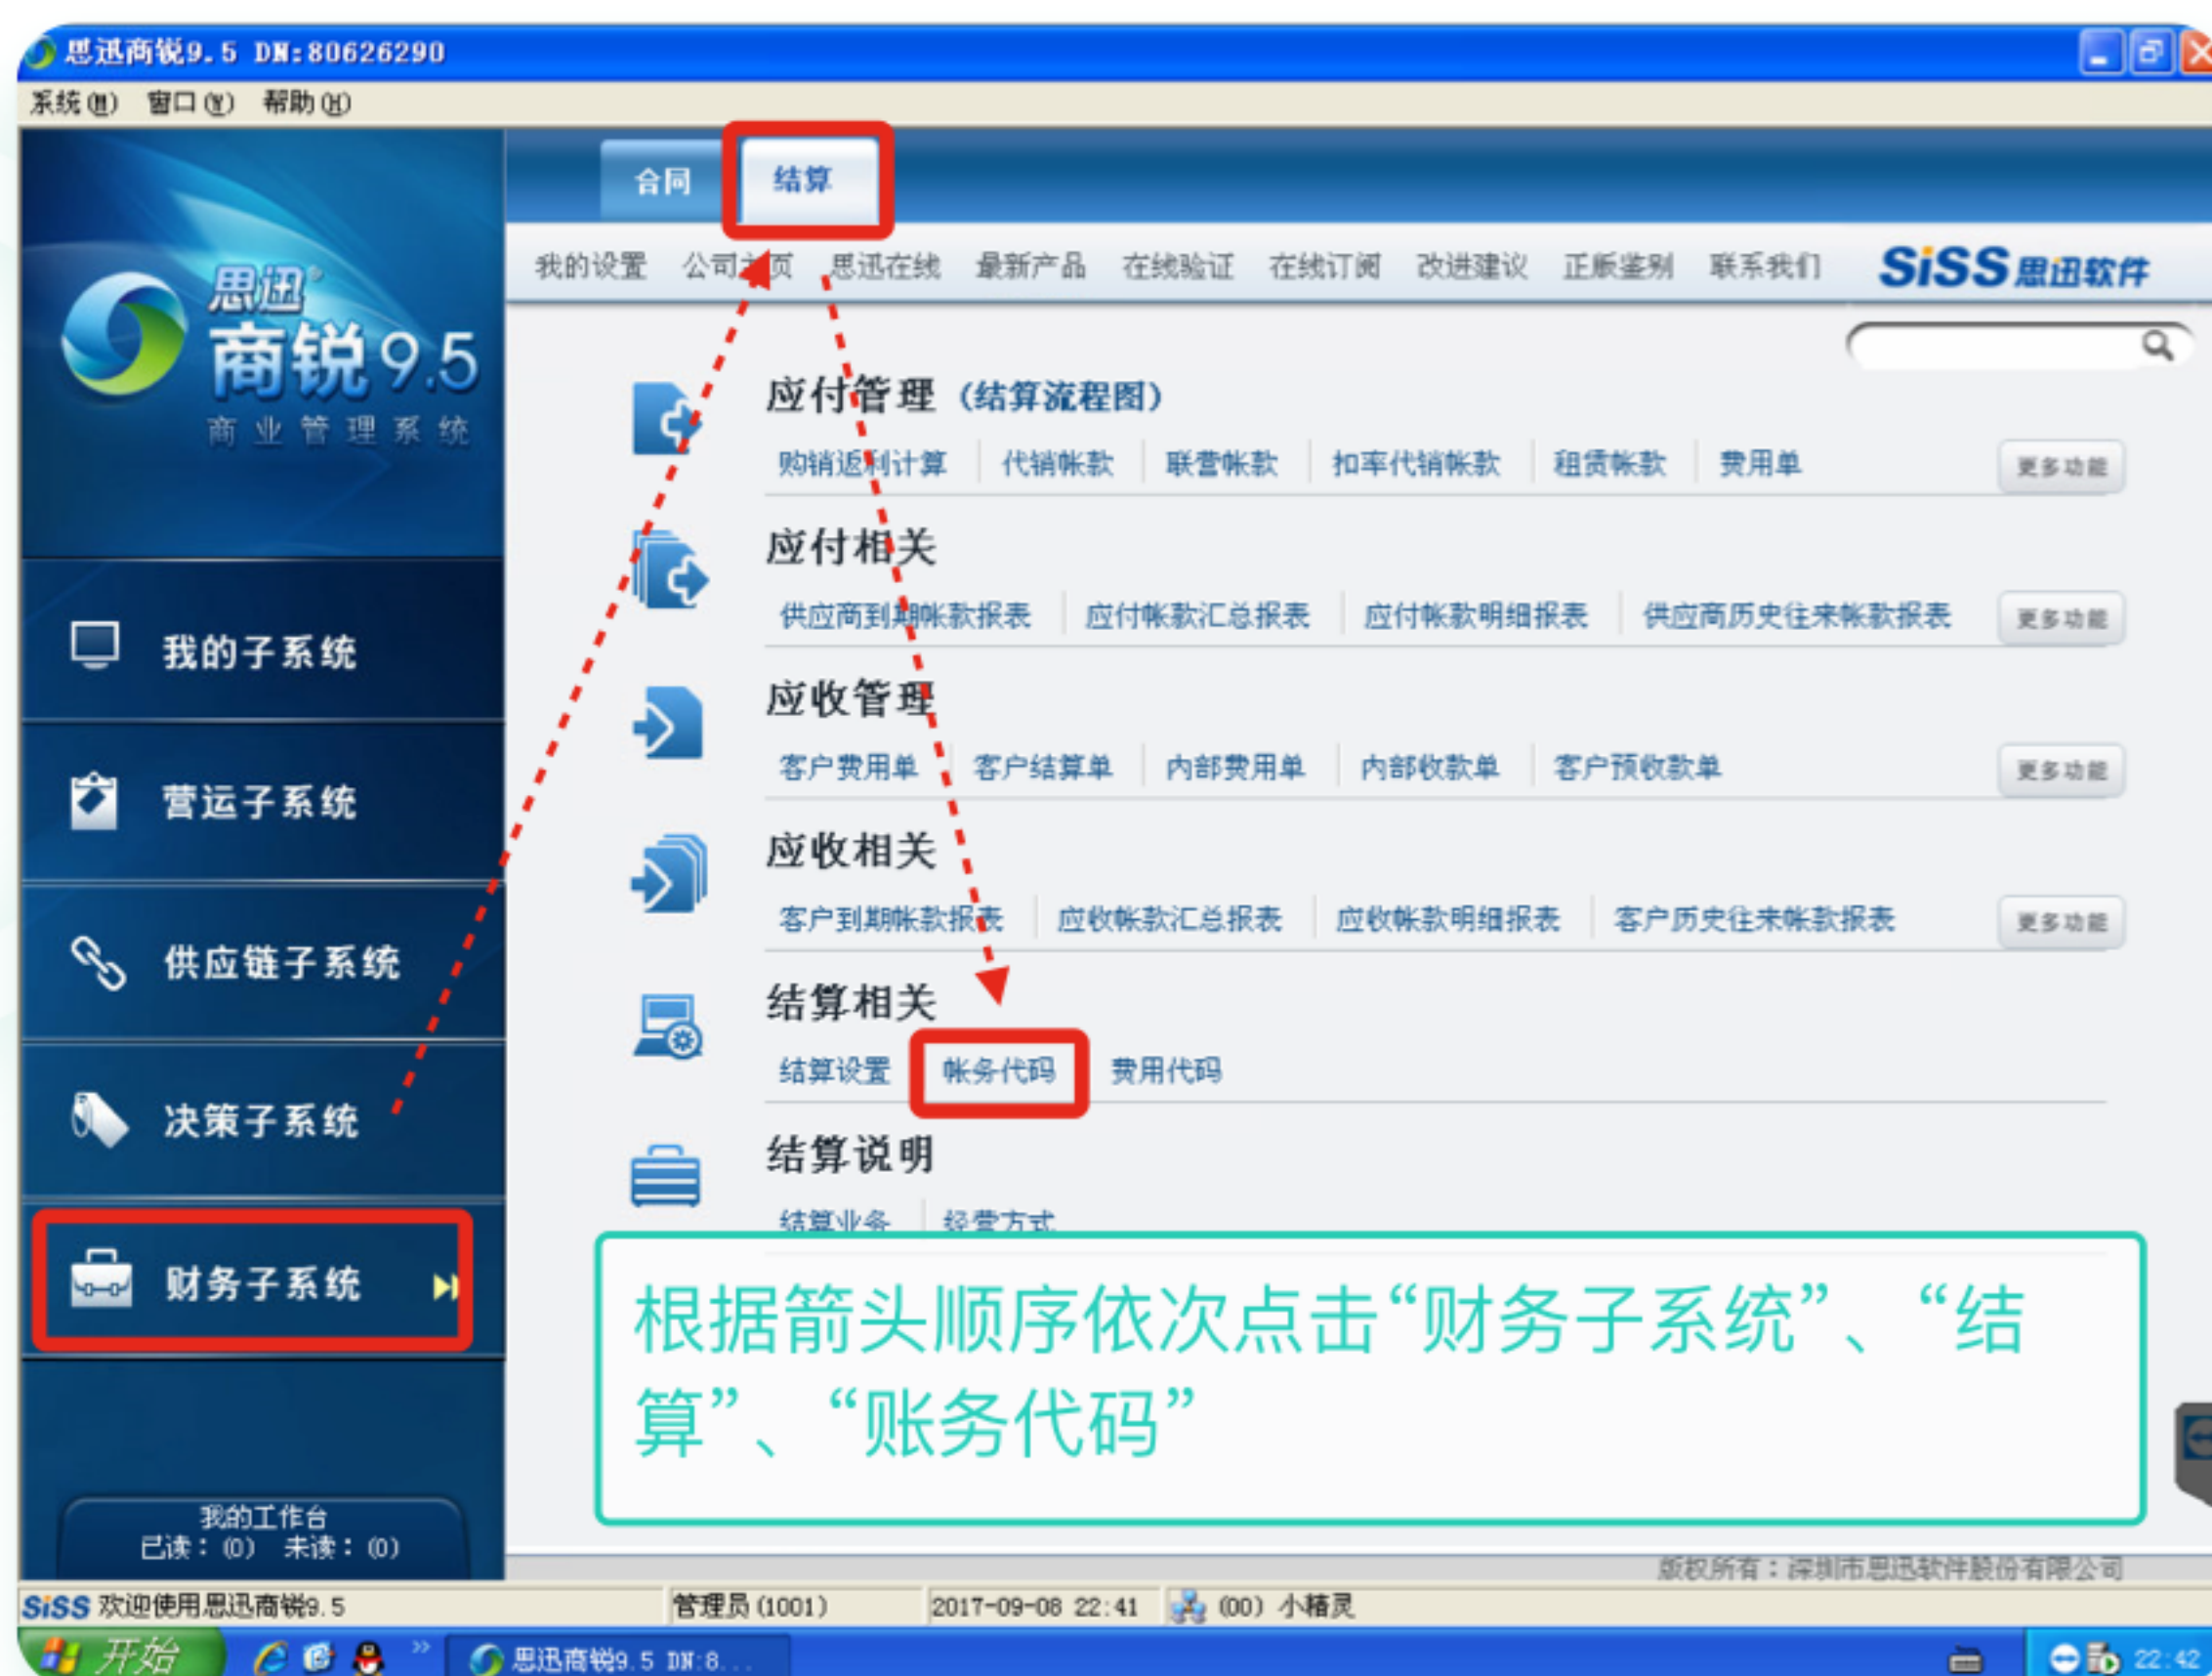 思迅商锐9.5 DN:80626290
系统(M) 窗口(W) 帮助(H)
合同 结算
我的设置 公司主页 思迅在线 最新产品 在线验证 在线订阅 改进建议 正版鉴别 联系我们 SiSS思迅软件
思迅®
商锐9.5
商业管理系统
应付管理 (结算流程图)
购销返利计算 代销帐款 联营帐款 扣率代销帐款 租赁帐款 费用单 更多功能
应付相关
供应商到期帐款报表 应付帐款汇总报表 应付帐款明细报表 供应商历史往来帐款报表 更多功能
我的子系统
应收管理
客户费用单 客户结算单 内部费用单 内部收款单 客户预收款单 更多功能
营运子系统
应收相关
客户到期帐款报表 应收帐款汇总报表 应收帐款明细报表 客户历史往来帐款报表 更多功能
供应链子系统
结算相关
结算设置 帐务代码 费用代码
决策子系统
结算说明
结算业务 经营方式
财务子系统
根据箭头顺序依次点击“财务子系统”、“结
算”、“账务代码”
我的工作台
已读：(0) 未读：(0)
版权所有：深圳市思迅软件股份有限公司
SiSS 欢迎使用思迅商锐9.5 管理员(1001) 2017-09-08 22:41 (00) 小精灵
开始 » 思迅商锐9.5 DN:8... 22:42